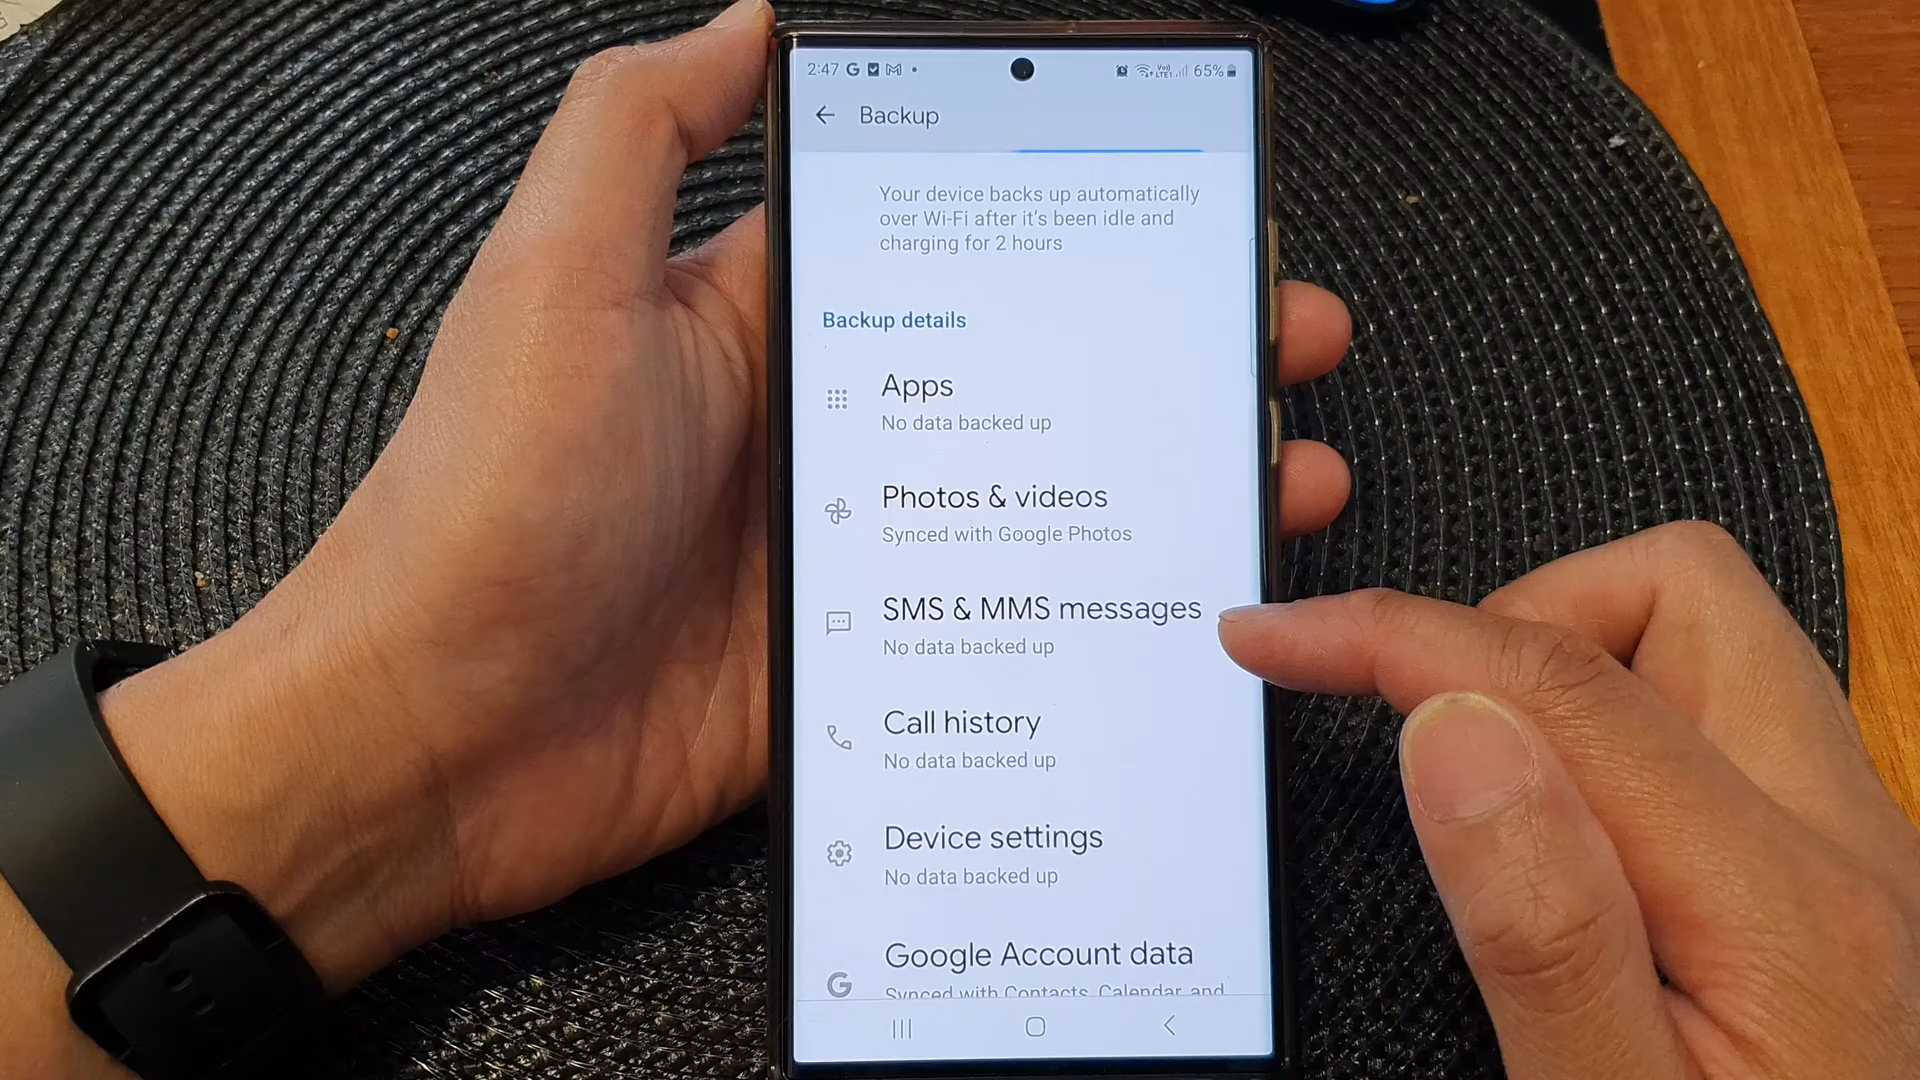 2:47
65%
Backup
Your device backs up automatically
over Wi-Fi after it's been idle and
charging for 2 hours
Backup details
Apps
No data backed up
Photos & videos
Synced with Google Photos
SMS & MMS messages
No data backed up
Call history
No data backed up
Device settings
No data backed up
Google Account data
Synced with Contacts, Calendar, and